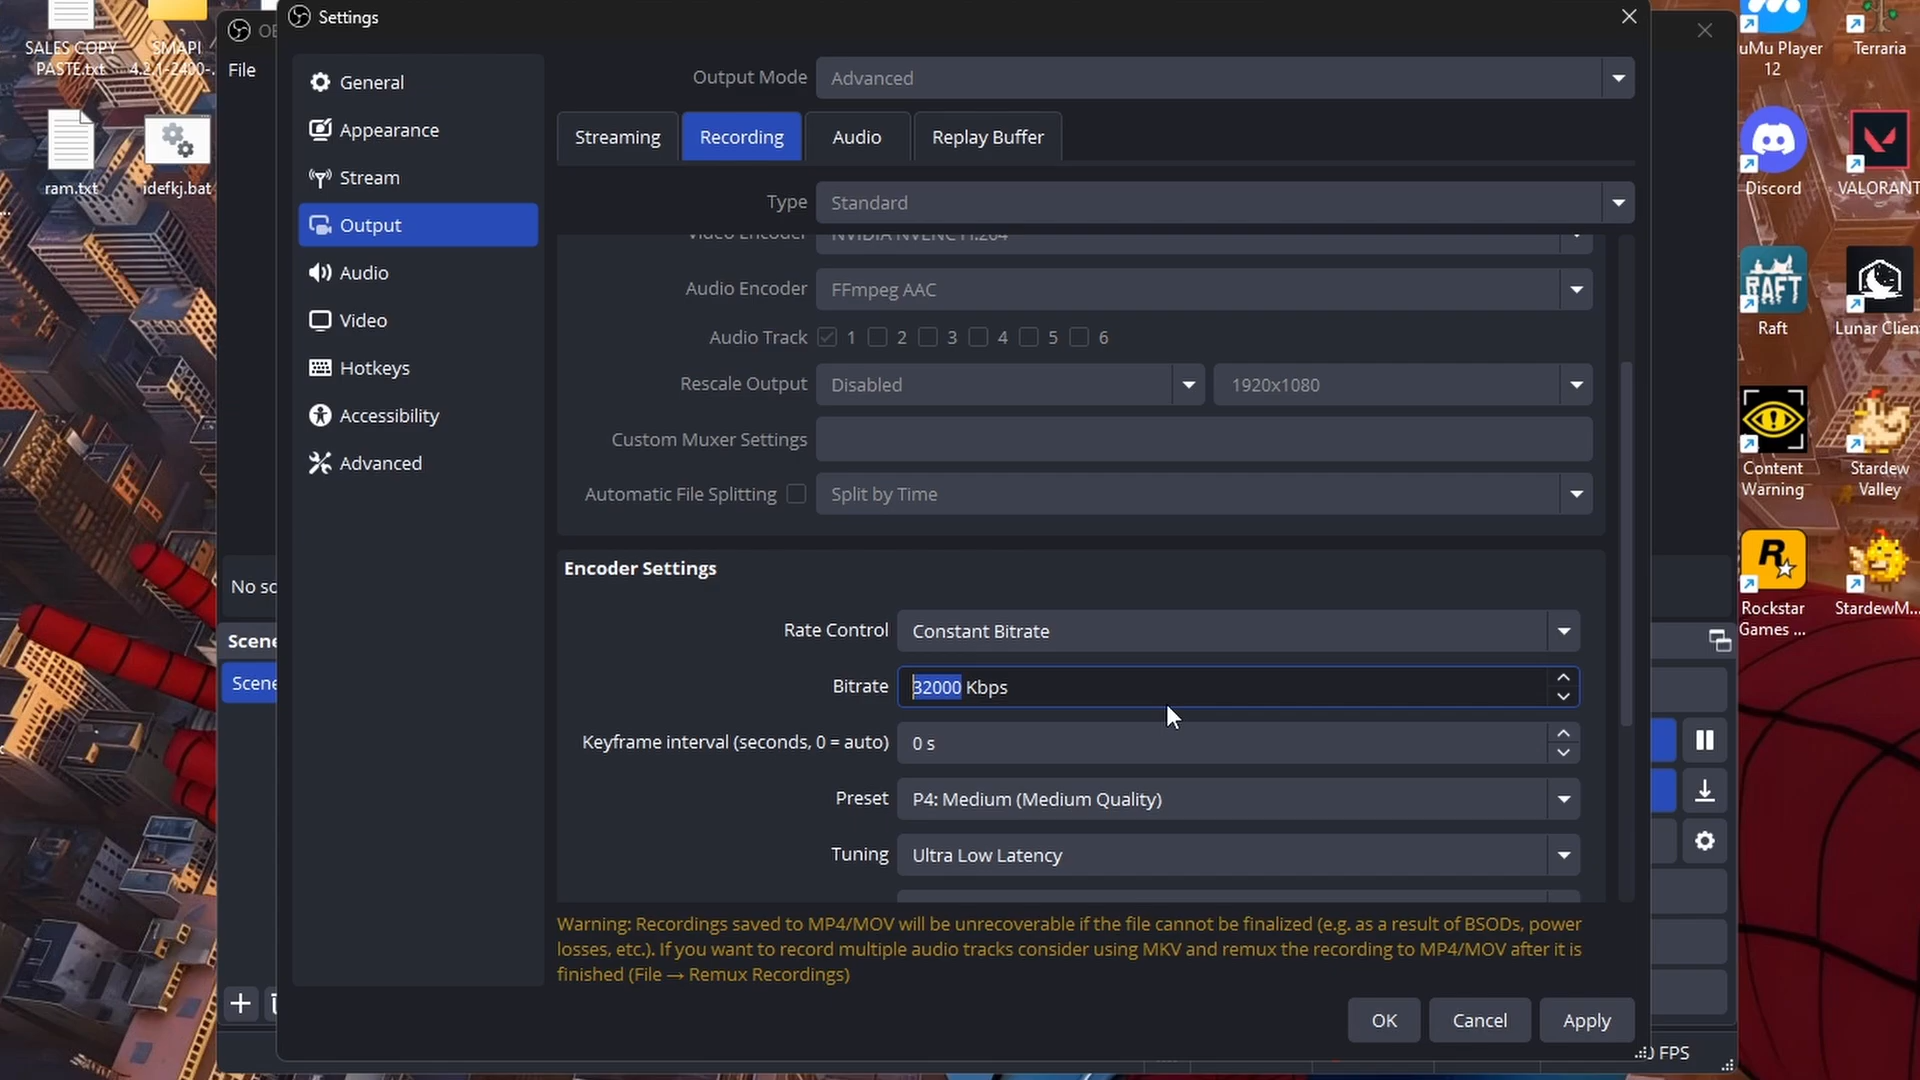 SALES COPY
PASTE.txt
SMAPI
4.2.1-2400-...
ram.txt
idefkj.bat
File
No so
Scene
Scene
Settings
General
Appearance
Stream
Output
Audio
Video
Hotkeys
Accessibility
Advanced
Output Mode
Advanced
Streaming
Recording
Audio
Replay Buffer
Type
Standard
Video Encoder
NVIDIA NVENC H.264
Audio Encoder
FFmpeg AAC
Audio Track
1 2 3 4 5 6
Rescale Output
Disabled
1920x1080
Custom Muxer Settings
Automatic File Splitting
Split by Time
Encoder Settings
Rate Control
Constant Bitrate
Bitrate
32000 Kbps
Keyframe interval (seconds, 0 = auto)
0 s
Preset
P4: Medium (Medium Quality)
Tuning
Ultra Low Latency
Warning: Recordings saved to MP4/MOV will be unrecoverable if the file cannot be finalized (e.g. as a result of BSODs, power
losses, etc.). If you want to record multiple audio tracks consider using MKV and remux the recording to MP4/MOV after it is
finished (File → Remux Recordings)
OK
Cancel
Apply
FPS
uMu Player
12
Terraria
Discord
VALORANT
RAFT
Raft
Lunar Clien
Content
Warning
Stardew
Valley
Rockstar
Games ...
StardewM...